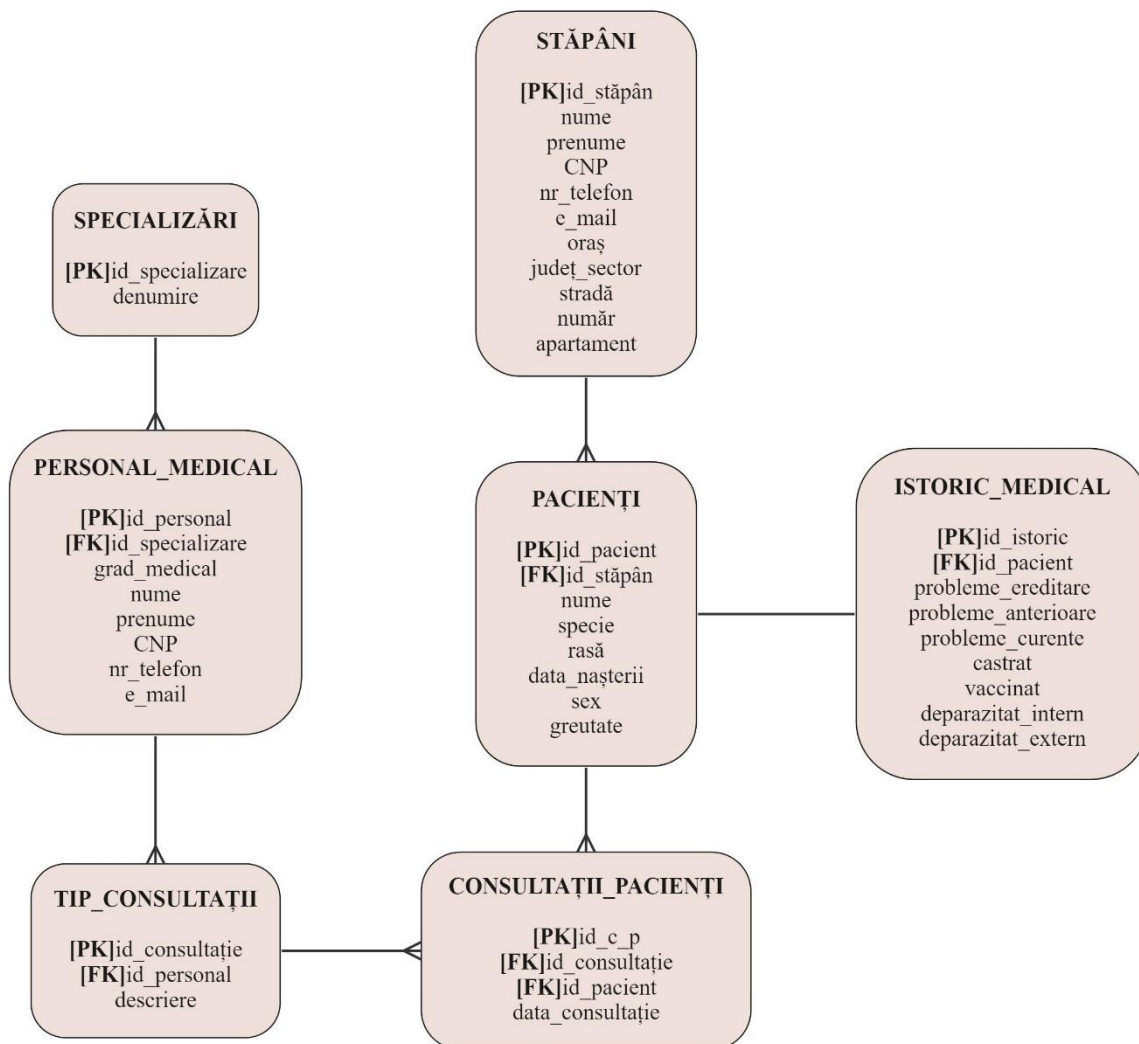 STĂPÂNI
[PK]id_stăpân
nume
prenume
CNP
nr_telefon
e_mail
oraș
județ_sector
stradă
număr
apartament
SPECIALIZĂRI
[PK]id_specializare
denumire
PERSONAL_MEDICAL
[PK]id_personal
[FK]id_specializare
grad_medical
nume
prenume
CNP
nr_telefon
e_mail
PACIENȚI
[PK]id_pacient
[FK]id_stăpân
nume
specie
rasă
data_nașterii
sex
greutate
ISTORIC_MEDICAL
[PK]id_istoric
[FK]id_pacient
probleme_ereditare
probleme_anterioare
probleme_curente
castrat
vaccinat
deparazitat_intern
deparazitat_extern
TIP_CONSULTAȚII
[PK]id_consultație
[FK]id_personal
descriere
CONSULTAȚII_PACIENȚI
[PK]id_c_p
[FK]id_consultație
[FK]id_pacient
data_consultație